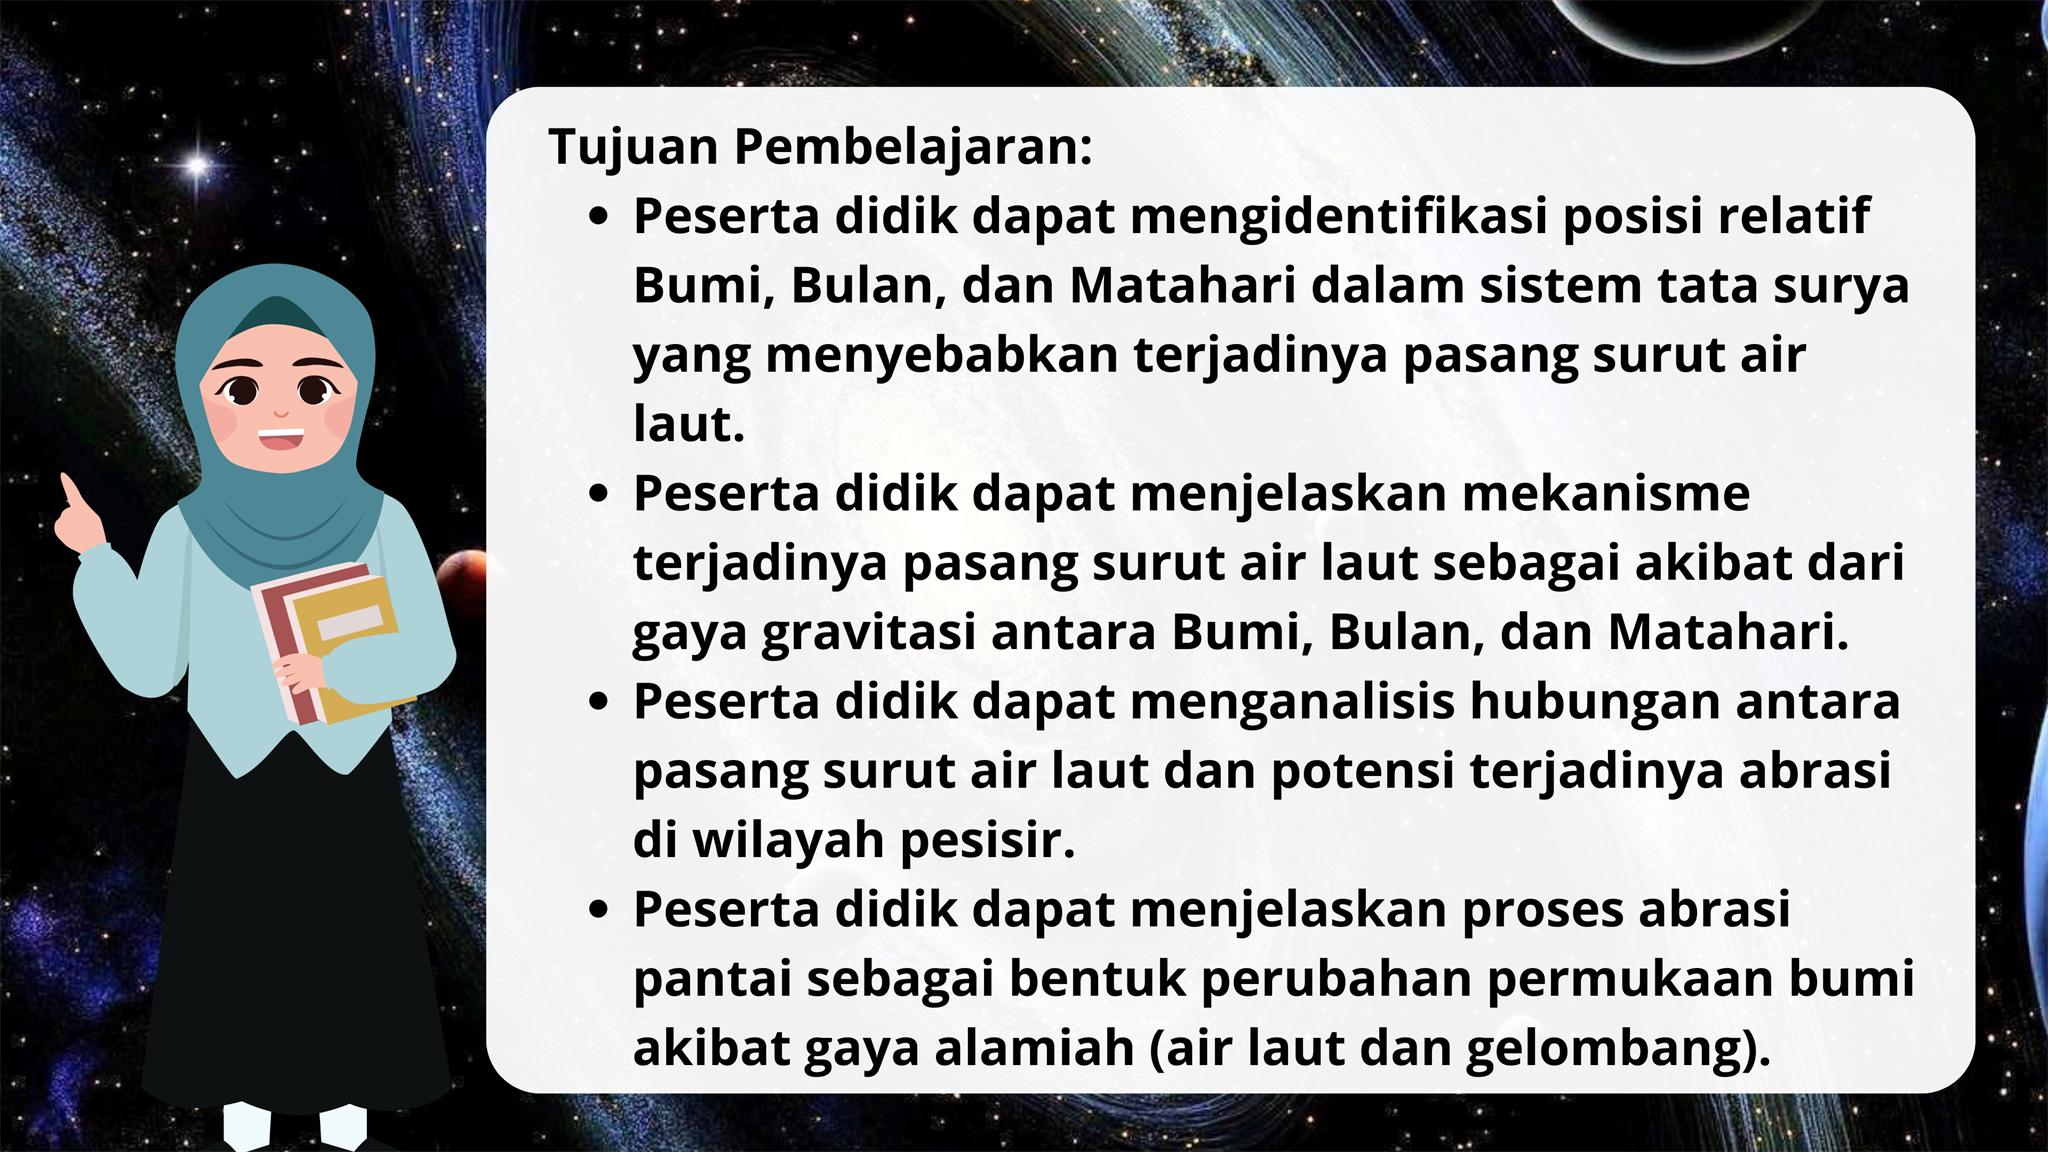 Tujuan Pembelajaran:
• Peserta didik dapat mengidentifikasi posisi relatif
Bumi, Bulan, dan Matahari dalam sistem tata surya
yang menyebabkan terjadinya pasang surut air
laut.
• Peserta didik dapat menjelaskan mekanisme
terjadinya pasang surut air laut sebagai akibat dari
gaya gravitasi antara Bumi, Bulan, dan Matahari.
• Peserta didik dapat menganalisis hubungan antara
pasang surut air laut dan potensi terjadinya abrasi
di wilayah pesisir.
• Peserta didik dapat menjelaskan proses abrasi
pantai sebagai bentuk perubahan permukaan bumi
akibat gaya alamiah (air laut dan gelombang).